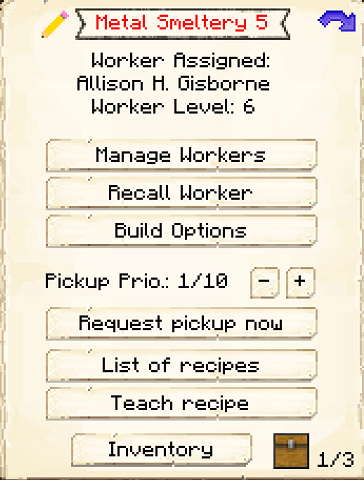 Metal Smeltery 5
Worker Assigned:
Allison H. Gisborne
Worker Level: 6
Manage Workers
Recall Worker
Build Options
Pickup Prio.: 1/10 - +
Request pickup now
List of recipes
Teach recipe
Inventory
1/3